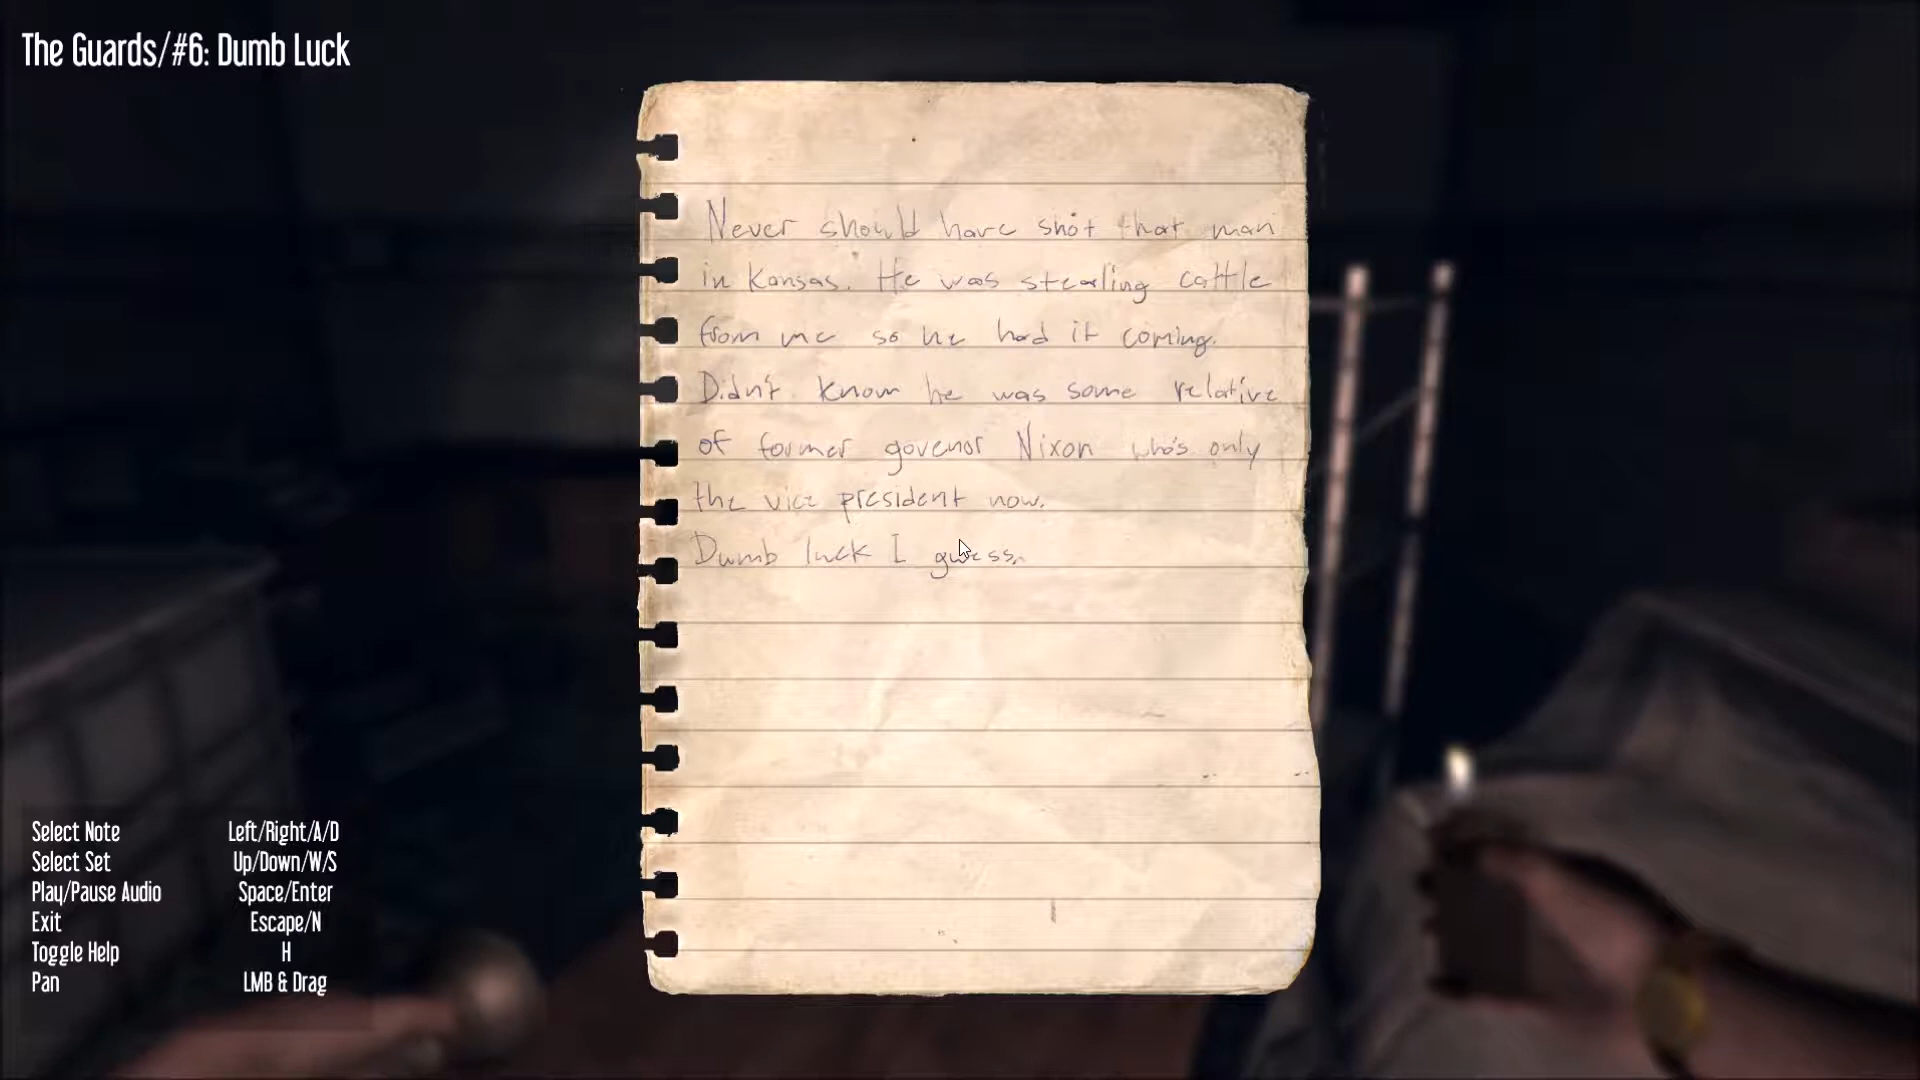 The Guards/#6: Dumb Luck
Never should have shot that man
in Kansas. He was stealing cattle
from me so he had it coming.
Didn't know he was some relative
of former govenor Nixon who's only
the vice president now.
Dumb luck I guess.
Select Note Left/Right/A/D
Select Set Up/Down/W/S
Play/Pause Audio Space/Enter
Exit Escape/N
Toggle Help H
Pan LMB & Drag